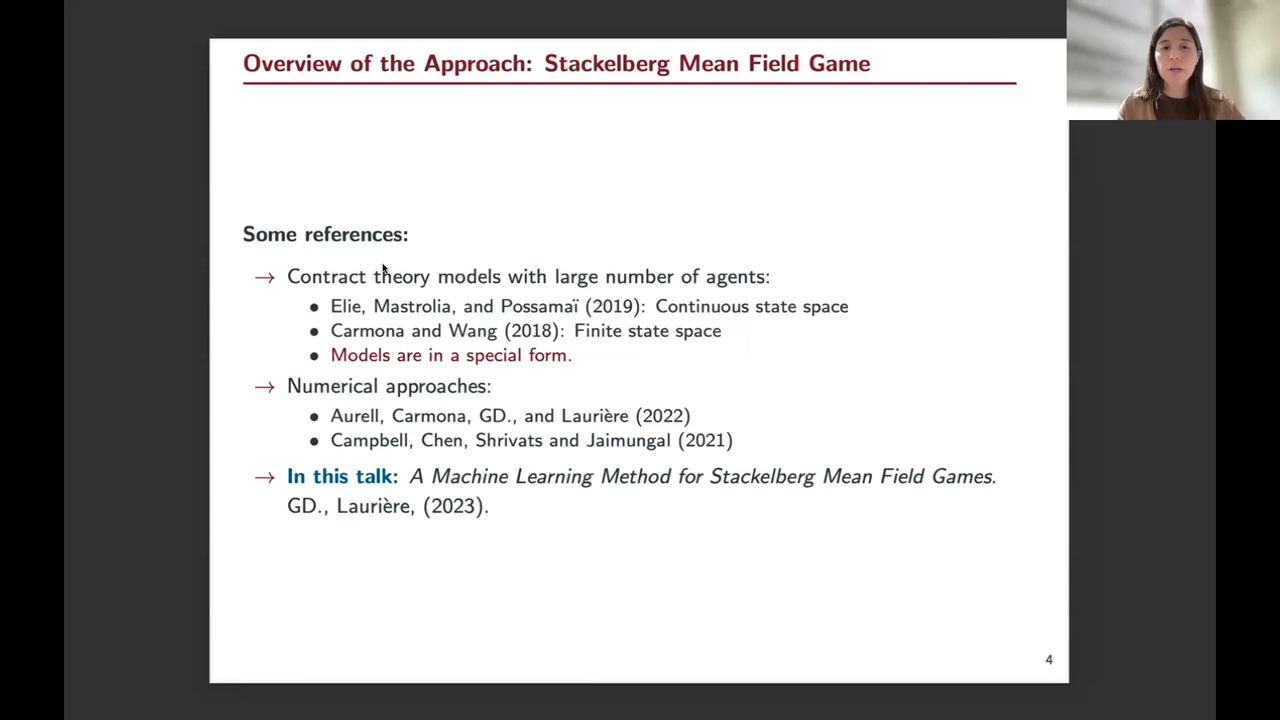 Overview of the Approach: Stackelberg Mean Field Game
Some references:
→ Contract theory models with large number of agents:
• Elie, Mastrolia, and Possamaï (2019): Continuous state space
• Carmona and Wang (2018): Finite state space
• Models are in a special form.
→ Numerical approaches:
• Aurell, Carmona, GD., and Laurière (2022)
• Campbell, Chen, Shrivats and Jaimungal (2021)
→ In this talk: A Machine Learning Method for Stackelberg Mean Field Games.
GD., Laurière, (2023).
4